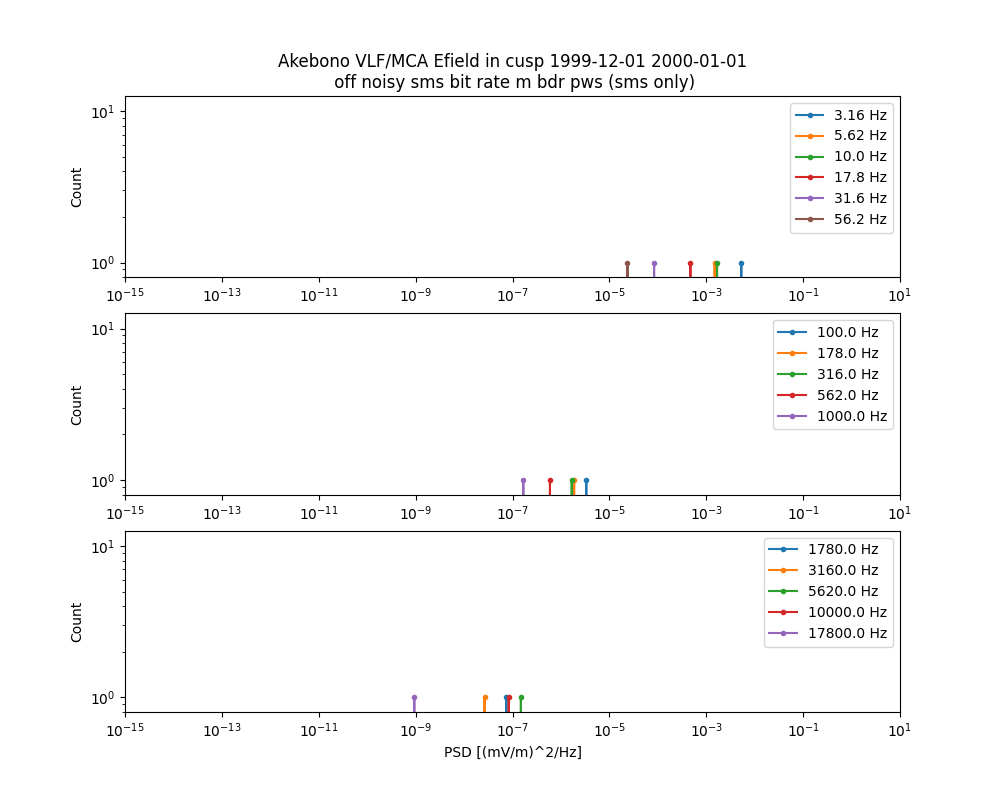 Akebono VLF/MCA Efield in cusp 1999-12-01 2000-01-01
off noisy sms bit rate m bdr pws (sms only)
10^1
10^0
Count
3.16 Hz
5.62 Hz
10.0 Hz
17.8 Hz
31.6 Hz
56.2 Hz
10^-15 10^-13 10^-11 10^-9 10^-7 10^-5 10^-3 10^-1 10^1
10^1
10^0
Count
100.0 Hz
178.0 Hz
316.0 Hz
562.0 Hz
1000.0 Hz
10^-15 10^-13 10^-11 10^-9 10^-7 10^-5 10^-3 10^-1 10^1
10^1
10^0
Count
1780.0 Hz
3160.0 Hz
5620.0 Hz
10000.0 Hz
17800.0 Hz
10^-15 10^-13 10^-11 10^-9 10^-7 10^-5 10^-3 10^-1 10^1
PSD [(mV/m)^2/Hz]